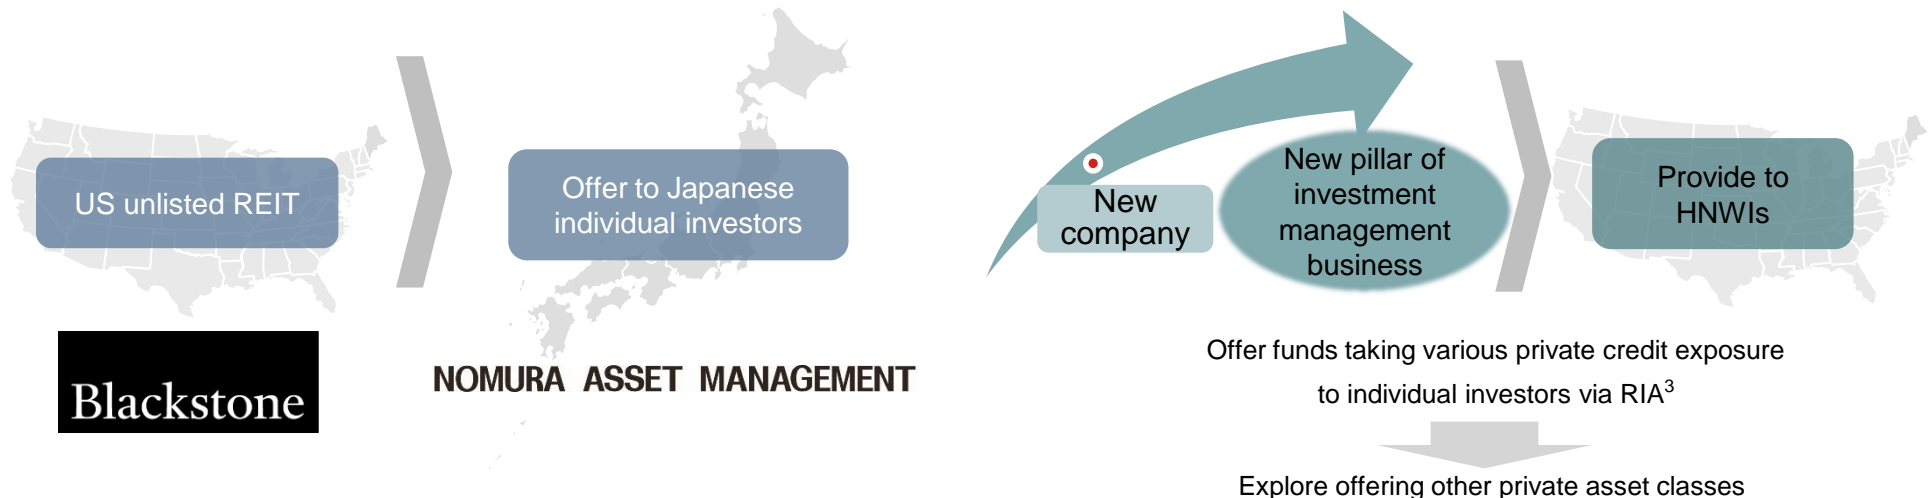 US unlisted REIT
Offer to Japanese
individual investors
Blackstone
NOMURA ASSET MANAGEMENT
New
company
New pillar of
investment
management
business
Provide to
HNWIs
Offer funds taking various private credit exposure
to individual investors via RIA³
Explore offering other private asset classes